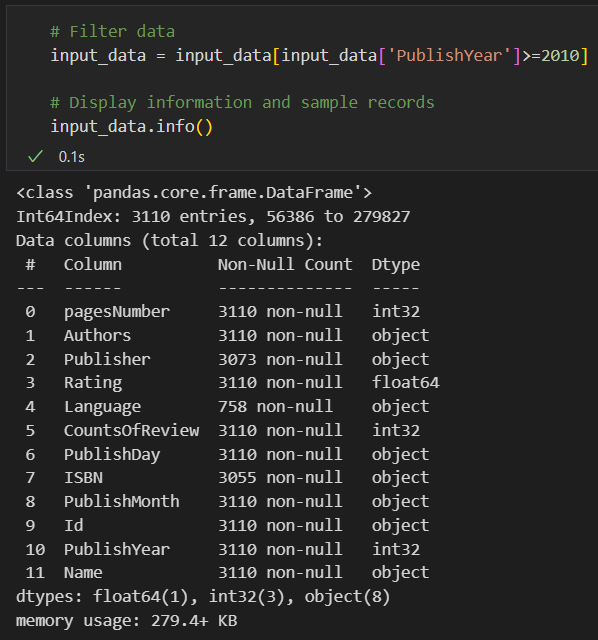 # Filter data
input_data = input_data[input_data['PublishYear']>=2010]
# Display information and sample records
input_data.info()
✓ 0.1s
<class 'pandas.core.frame.DataFrame'>
Int64Index: 3110 entries, 56386 to 279827
Data columns (total 12 columns):
 #   Column          Non-Null Count  Dtype
---  ------          --------------  -----
 0   pagesNumber     3110 non-null   int32
 1   Authors         3110 non-null   object
 2   Publisher       3073 non-null   object
 3   Rating          3110 non-null   float64
 4   Language        758 non-null    object
 5   CountsOfReview  3110 non-null   int32
 6   PublishDay      3110 non-null   object
 7   ISBN            3055 non-null   object
 8   PublishMonth    3110 non-null   object
 9   Id              3110 non-null   object
 10  PublishYear     3110 non-null   int32
 11  Name            3110 non-null   object
dtypes: float64(1), int32(3), object(8)
memory usage: 279.4+ KB